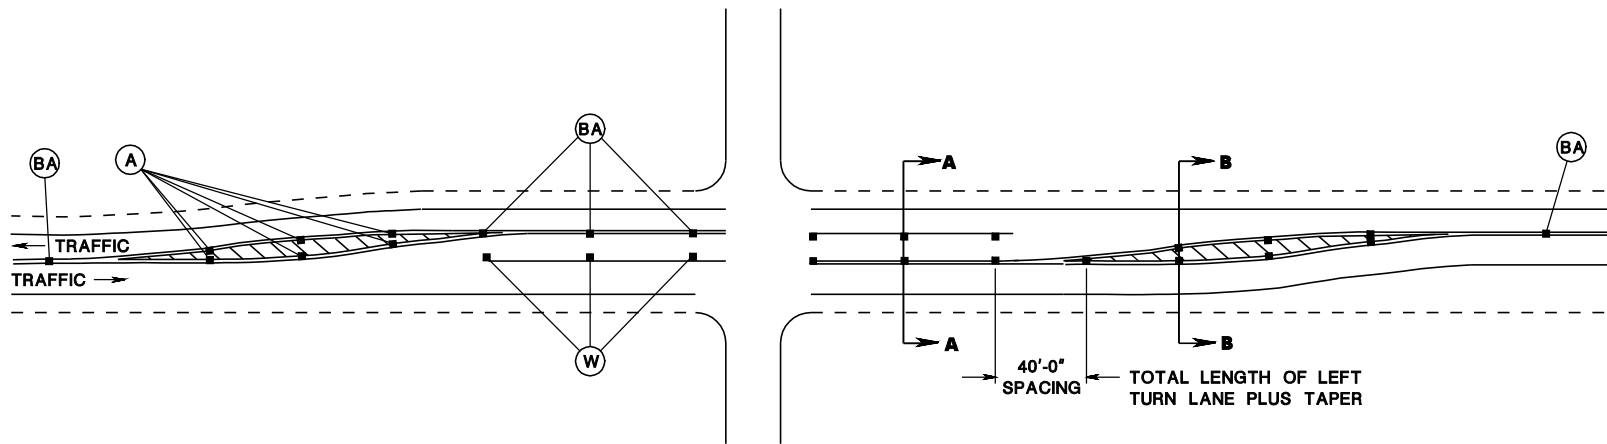 BA
BA
A
BA
A
B
TRAFFIC
TRAFFIC
W
A
B
40'-0"
SPACING
TOTAL LENGTH OF LEFT
TURN LANE PLUS TAPER